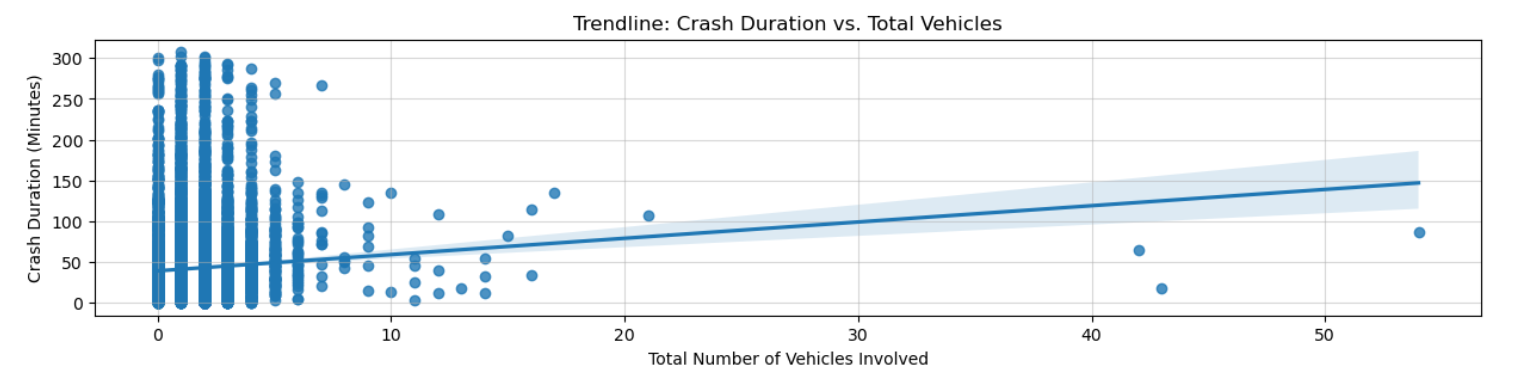 Trendline: Crash Duration vs. Total Vehicles
Crash Duration (Minutes)
300
250
200
150
100
50
0
0 10 20 30 40 50
Total Number of Vehicles Involved